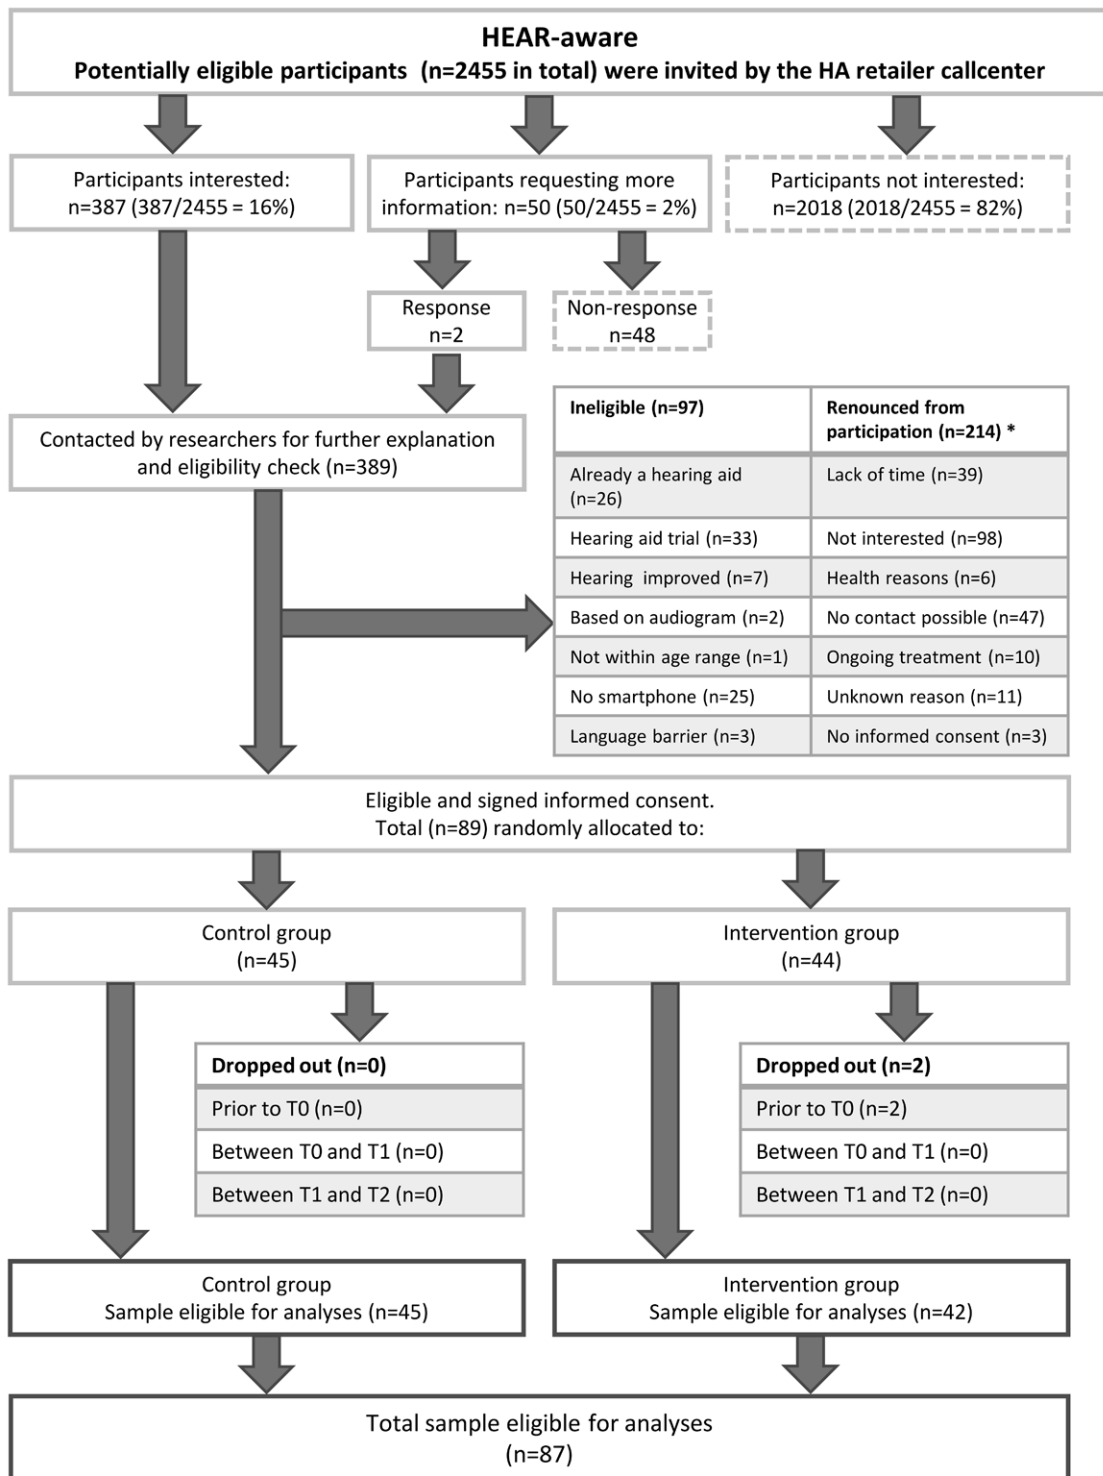 HEAR-aware
Potentially eligible participants (n=2455 in total) were invited by the HA retailer callcenter
Participants interested:
n=387 (387/2455 = 16%)
Participants requesting more
information: n=50 (50/2455 = 2%)
Participants not interested:
n=2018 (2018/2455 = 82%)
Response
n=2
Non-response
n=48
Contacted by researchers for further explanation
and eligibility check (n=389)
Ineligible (n=97)
Renounced from
participation (n=214) *
Already a hearing aid
(n=26)
Lack of time (n=39)
Hearing aid trial (n=33)
Not interested (n=98)
Hearing improved (n=7)
Health reasons (n=6)
Based on audiogram (n=2)
No contact possible (n=47)
Not within age range (n=1)
Ongoing treatment (n=10)
No smartphone (n=25)
Unknown reason (n=11)
Language barrier (n=3)
No informed consent (n=3)
Eligible and signed informed consent.
Total (n=89) randomly allocated to:
Control group
(n=45)
Intervention group
(n=44)
Dropped out (n=0)
Prior to T0 (n=0)
Between T0 and T1 (n=0)
Between T1 and T2 (n=0)
Dropped out (n=2)
Prior to T0 (n=2)
Between T0 and T1 (n=0)
Between T1 and T2 (n=0)
Control group
Sample eligible for analyses (n=45)
Intervention group
Sample eligible for analyses (n=42)
Total sample eligible for analyses
(n=87)